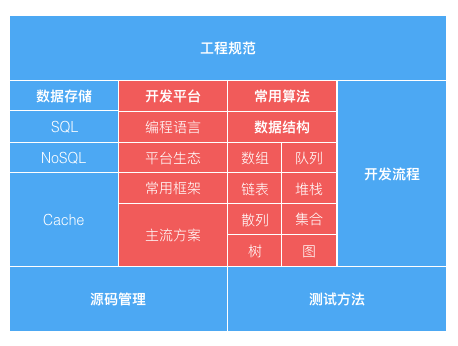 工程规范
数据存储 开发平台 常用算法
SQL 编程语言 数据结构
NoSQL 平台生态 数组 队列 开发流程
常用框架 链表 堆栈
Cache 主流方案 散列 集合
树 图
源码管理 测试方法